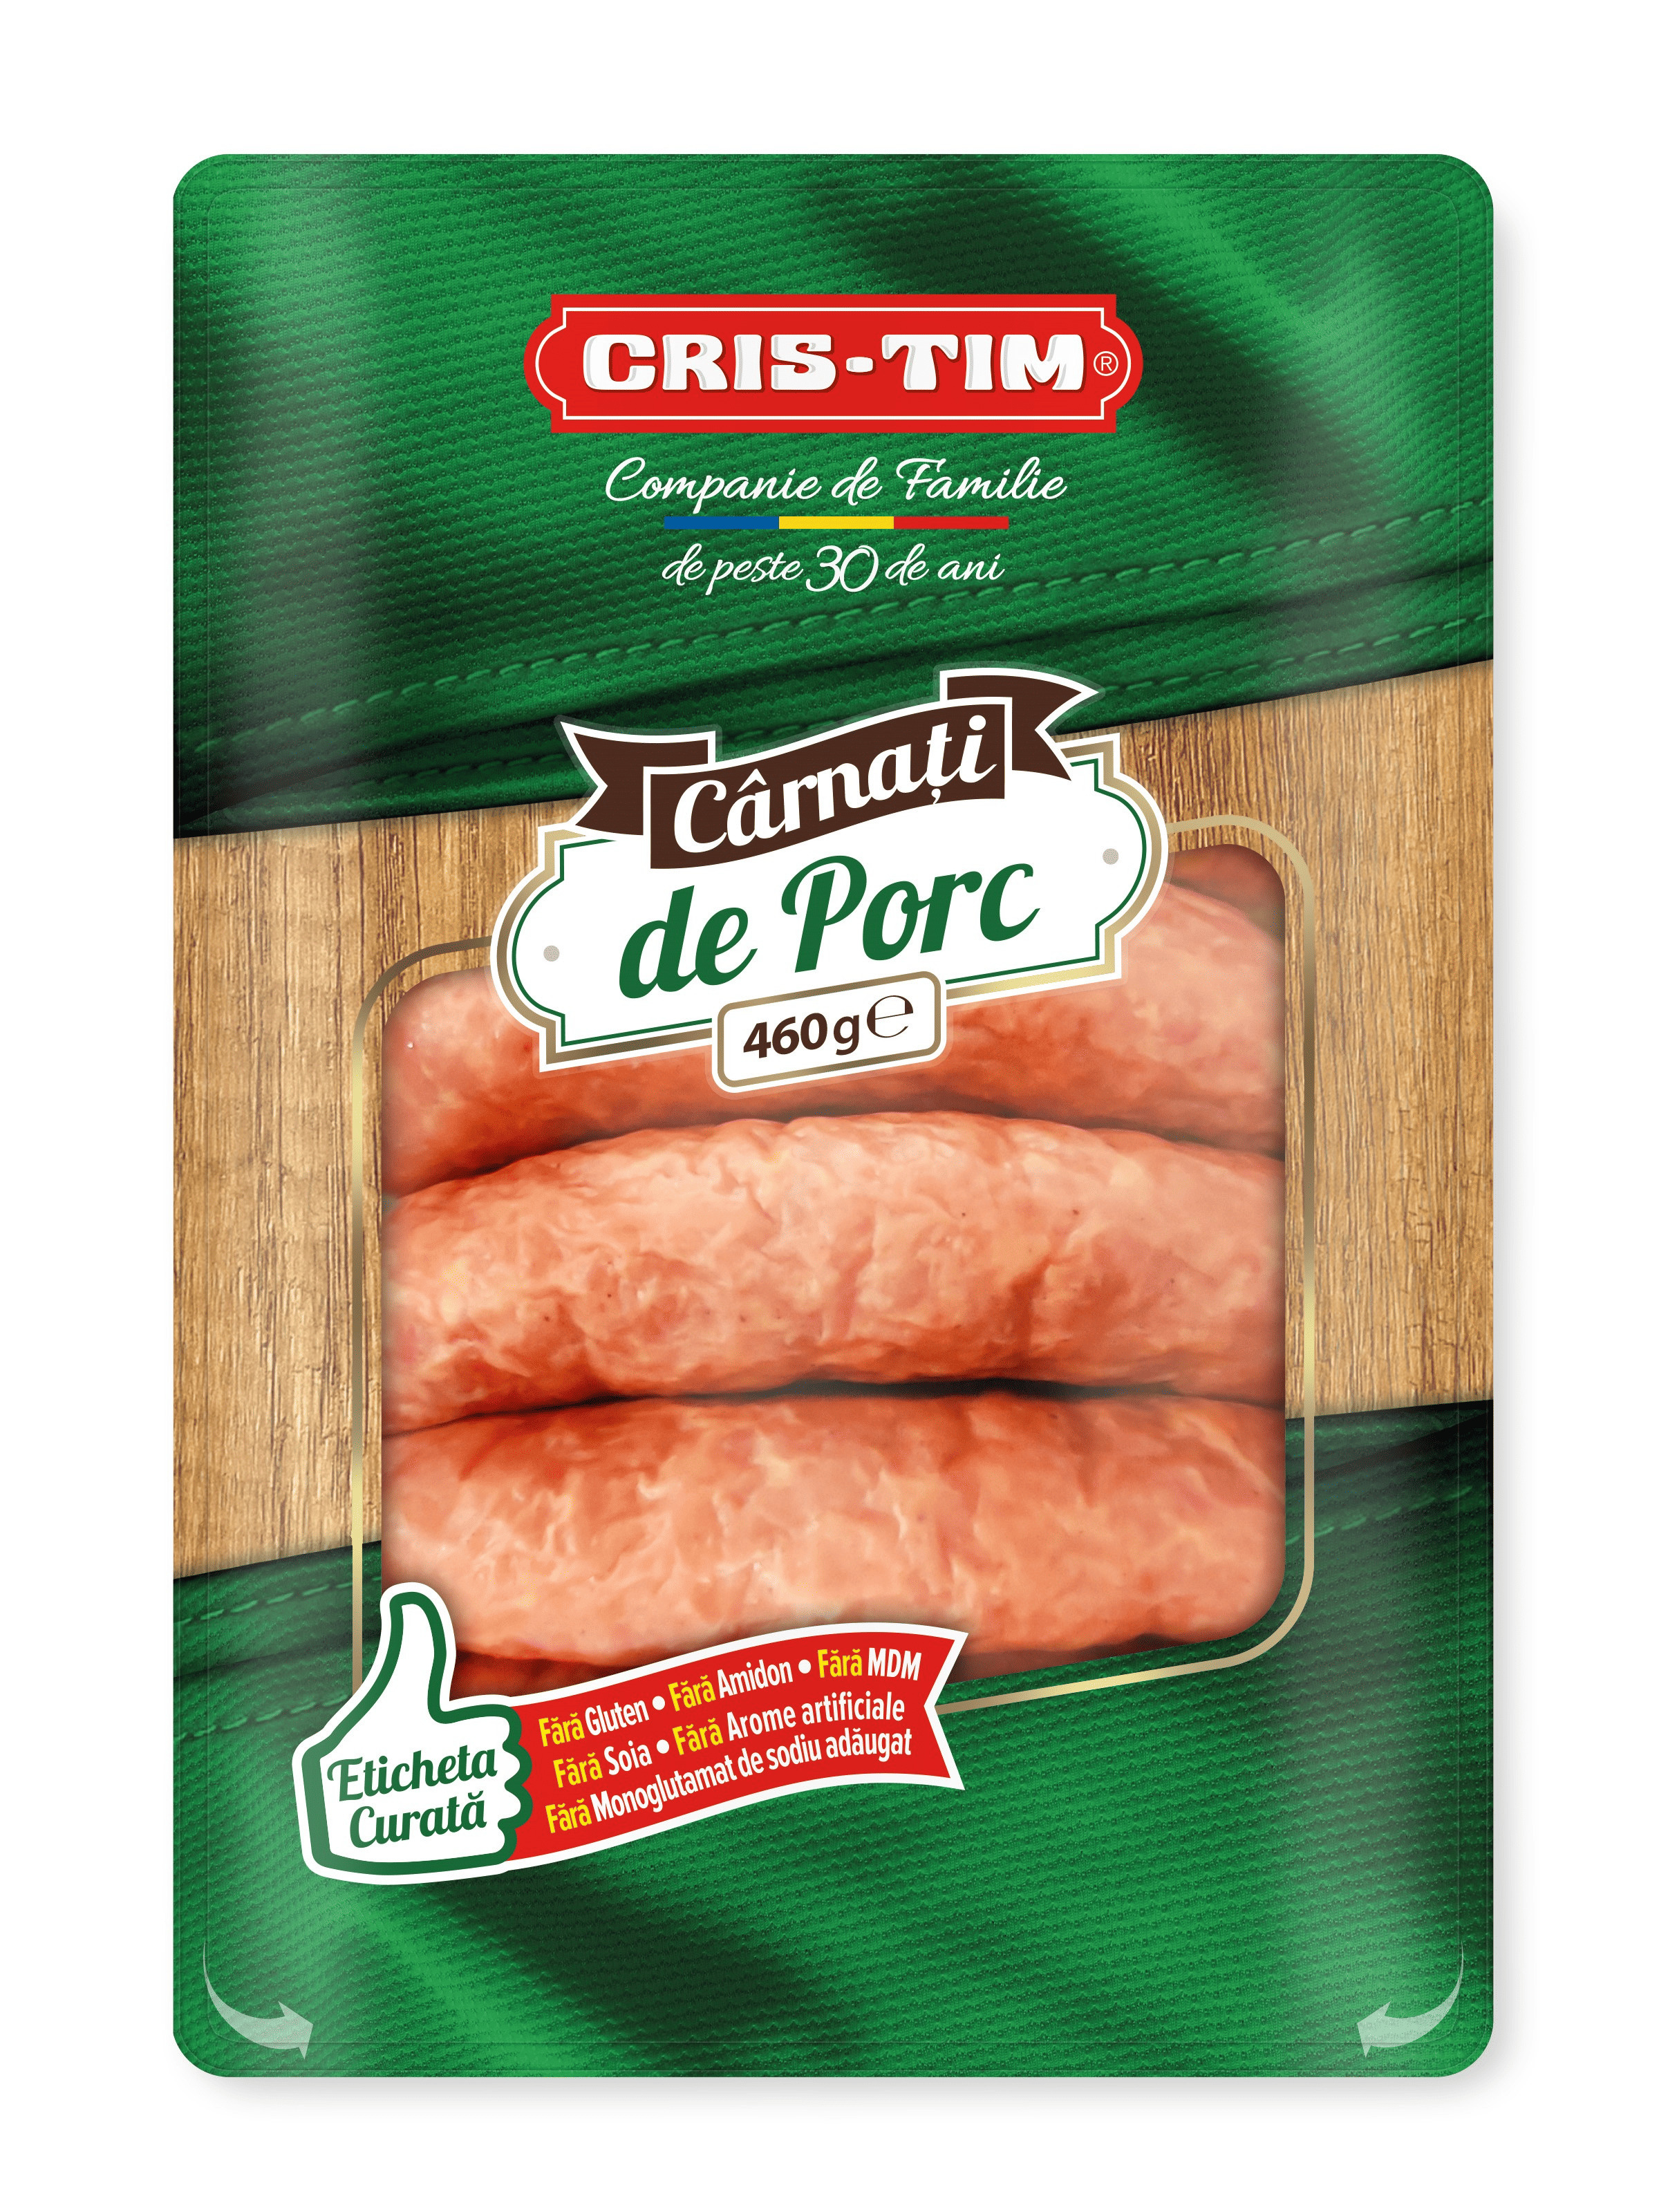 CRIS-TIM®
Companie de Familie
de peste 30 de ani
Cârnați
de Porc
460g℮
Fără Gluten • Fără Amidon • Fără MDM
Fără Soia • Fără Arome artificiale
Fără Monoglutamat de sodiu adăugat
Eticheta
Curată